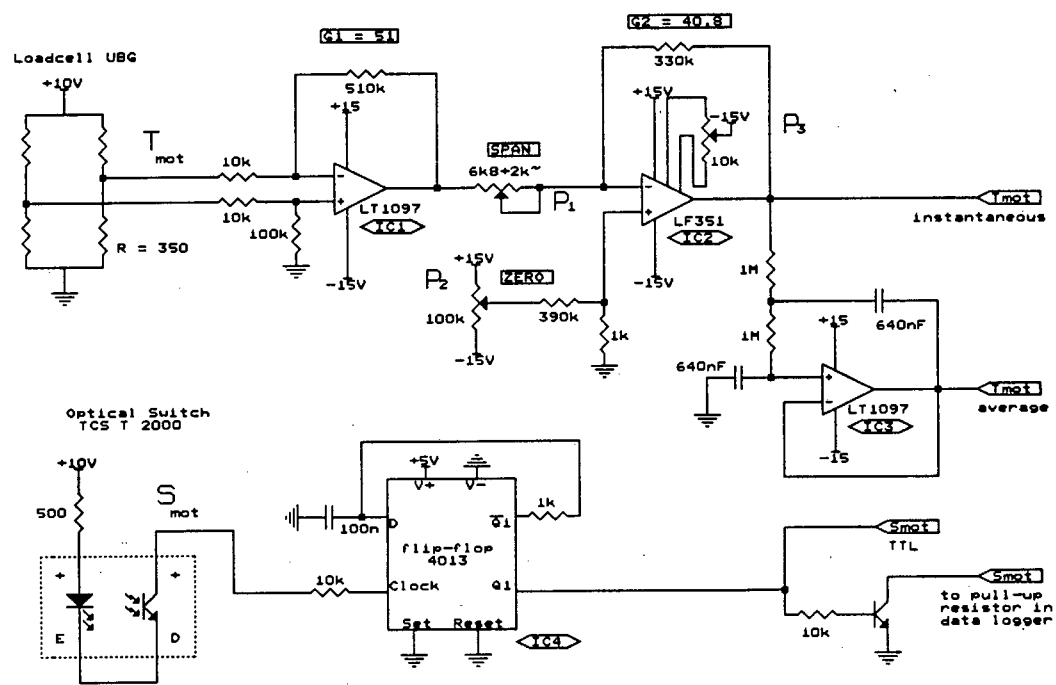 G1 = 51
G2 = 40.8
Loadcell UBG
+10V
510k
330k
+15
+15V
-15V
T mot
P3
10k
SPAN
6k8+2k~
10k
-
+
-
+
P1
10k
LT1097
IC1
LF351
IC2
Tmot
instantaneous
100k
R = 350
-15V
+15V
ZERO
-15V
P2
1M
100k
390k
1k
640nF
-15V
1M
+15
640nF
+
-
LT1097
IC3
Tmot
average
-15
Optical Switch
TCS T 2000
+10V
+5V
V+
V-
S mot
500
1k
100n
D
Q1
flip-flop
4013
Smot
TTL
+
+
10k
Clock
Q1
Smot
to pull-up
resistor in
data logger
E
D
Set
Reset
IC4
10k